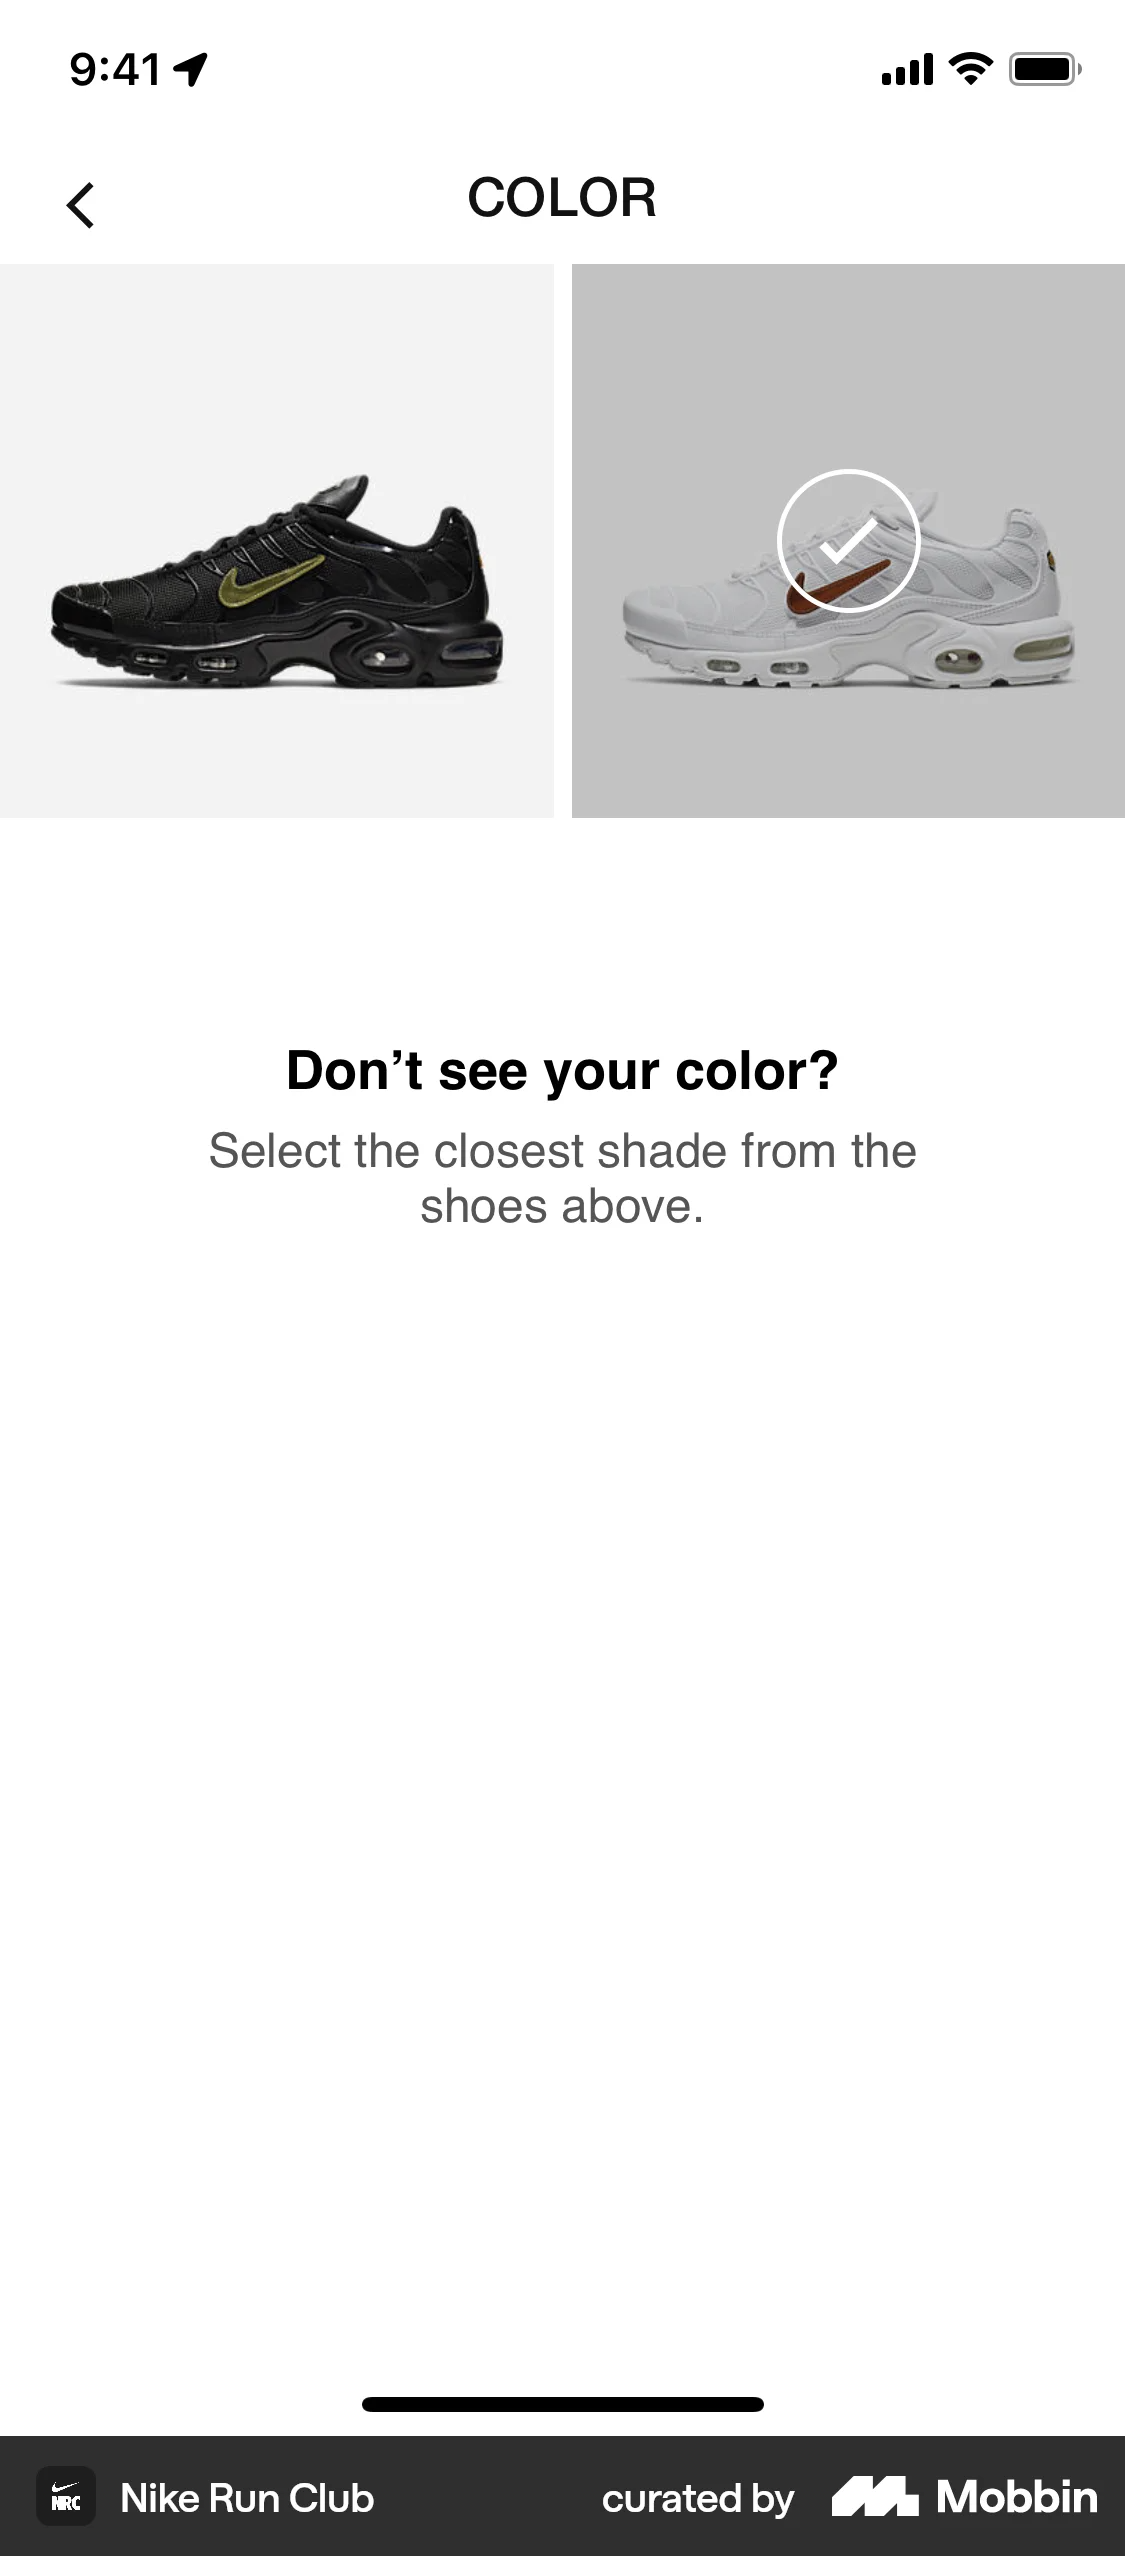 9:41
COLOR
Don’t see your color?
Select the closest shade from the
shoes above.
NRC
Nike Run Club
curated by
Mobbin